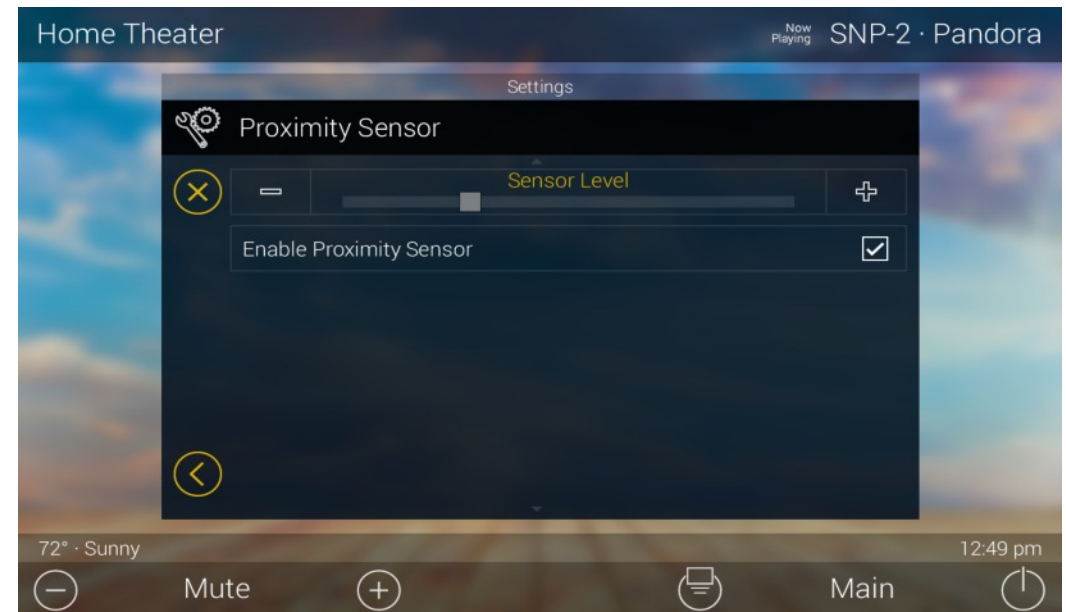 Home Theater
Now Playing SNP-2 · Pandora
Settings
Proximity Sensor
Sensor Level
Enable Proximity Sensor
72° · Sunny
12:49 pm
Mute
Main